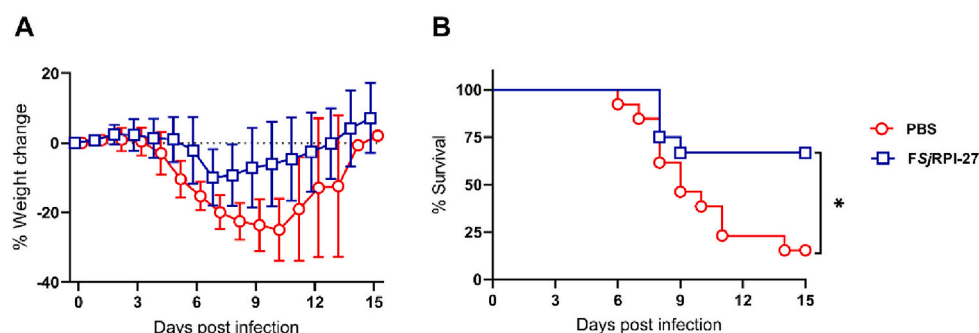 A
% Weight change
20
0
-20
-40
0 3 6 9 12 15
Days post infection
B
% Survival
100
75
50
25
0
0 3 6 9 12 15
Days post infection
PBS
FSjRPI-27
*